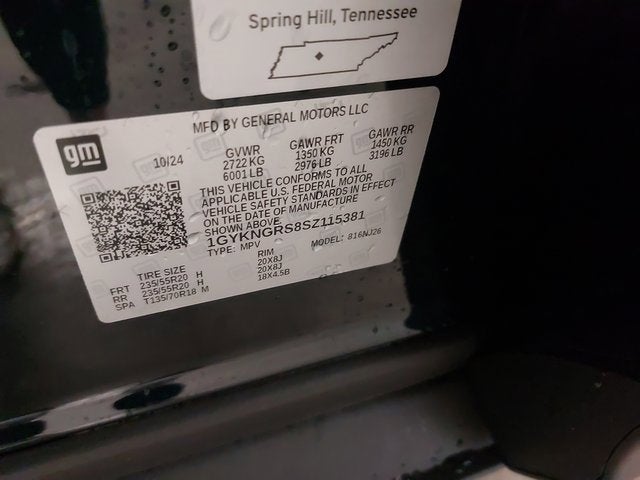 Spring Hill, Tennessee
MFD BY GENERAL MOTORS LLC
gm
10/24
GVWR GAWR FRT GAWR RR
2722 KG 1350 KG 1450 KG
6001 LB 2976 LB 3196 LB
THIS VEHICLE CONFORMS TO ALL
APPLICABLE U.S. FEDERAL MOTOR
VEHICLE SAFETY STANDARDS IN EFFECT
ON THE DATE OF MANUFACTURE
SHOWN ABOVE.
1GYKNGRS8SZ115381
TYPE: MPV MODEL: 816NJ26
TIRE SIZE RIM
FRT 235/55R20 H 20X8J
RR 235/55R20 H 20X8J
SPA T135/70R18 M 18X4.5B